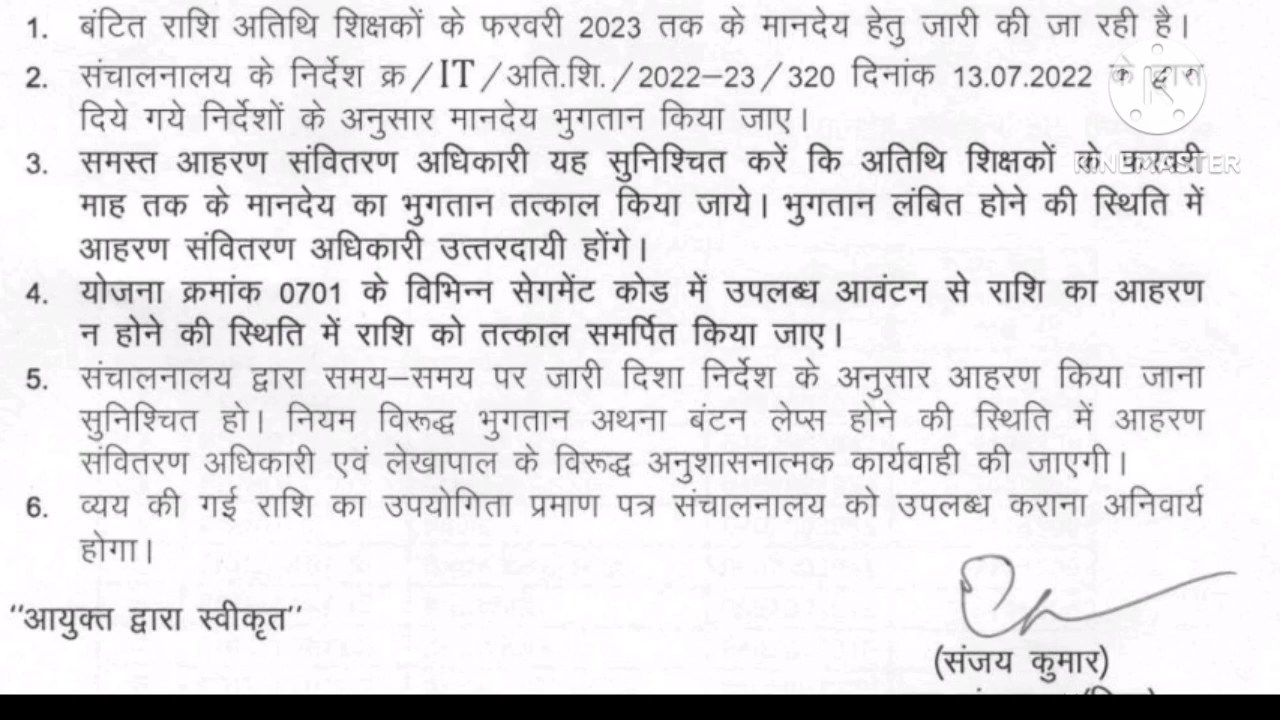 1. बंटित राशि अतिथि शिक्षकों के फरवरी 2023 तक के मानदेय हेतु जारी की जा रही है।
2. संचालनालय के निर्देश क्र/IT/अति.शि./2022–23/320 दिनांक 13.07.2022 के द्वारा
दिये गये निर्देशों के अनुसार मानदेय भुगतान किया जाए।
3. समस्त आहरण संवितरण अधिकारी यह सुनिश्चित करें कि अतिथि शिक्षकों के फरवरी
KINEMASTER
माह तक के मानदेय का भुगतान तत्काल किया जाये। भुगतान लंबित होने की स्थिति में
आहरण संवितरण अधिकारी उत्तरदायी होंगे।
4. योजना क्रमांक 0701 के विभिन्न सेगमेंट कोड में उपलब्ध आवंटन से राशि का आहरण
न होने की स्थिति में राशि को तत्काल समर्पित किया जाए।
5. संचालनालय द्वारा समय–समय पर जारी दिशा निर्देश के अनुसार आहरण किया जाना
सुनिश्चित हो। नियम विरूद्ध भुगतान अथना बंटन लेप्स होने की स्थिति में आहरण
संवितरण अधिकारी एवं लेखापाल के विरूद्ध अनुशासनात्मक कार्यवाही की जाएगी।
6. व्यय की गई राशि का उपयोगिता प्रमाण पत्र संचालनालय को उपलब्ध कराना अनिवार्य
होगा।
"आयुक्त द्वारा स्वीकृत"
(संजय कुमार)